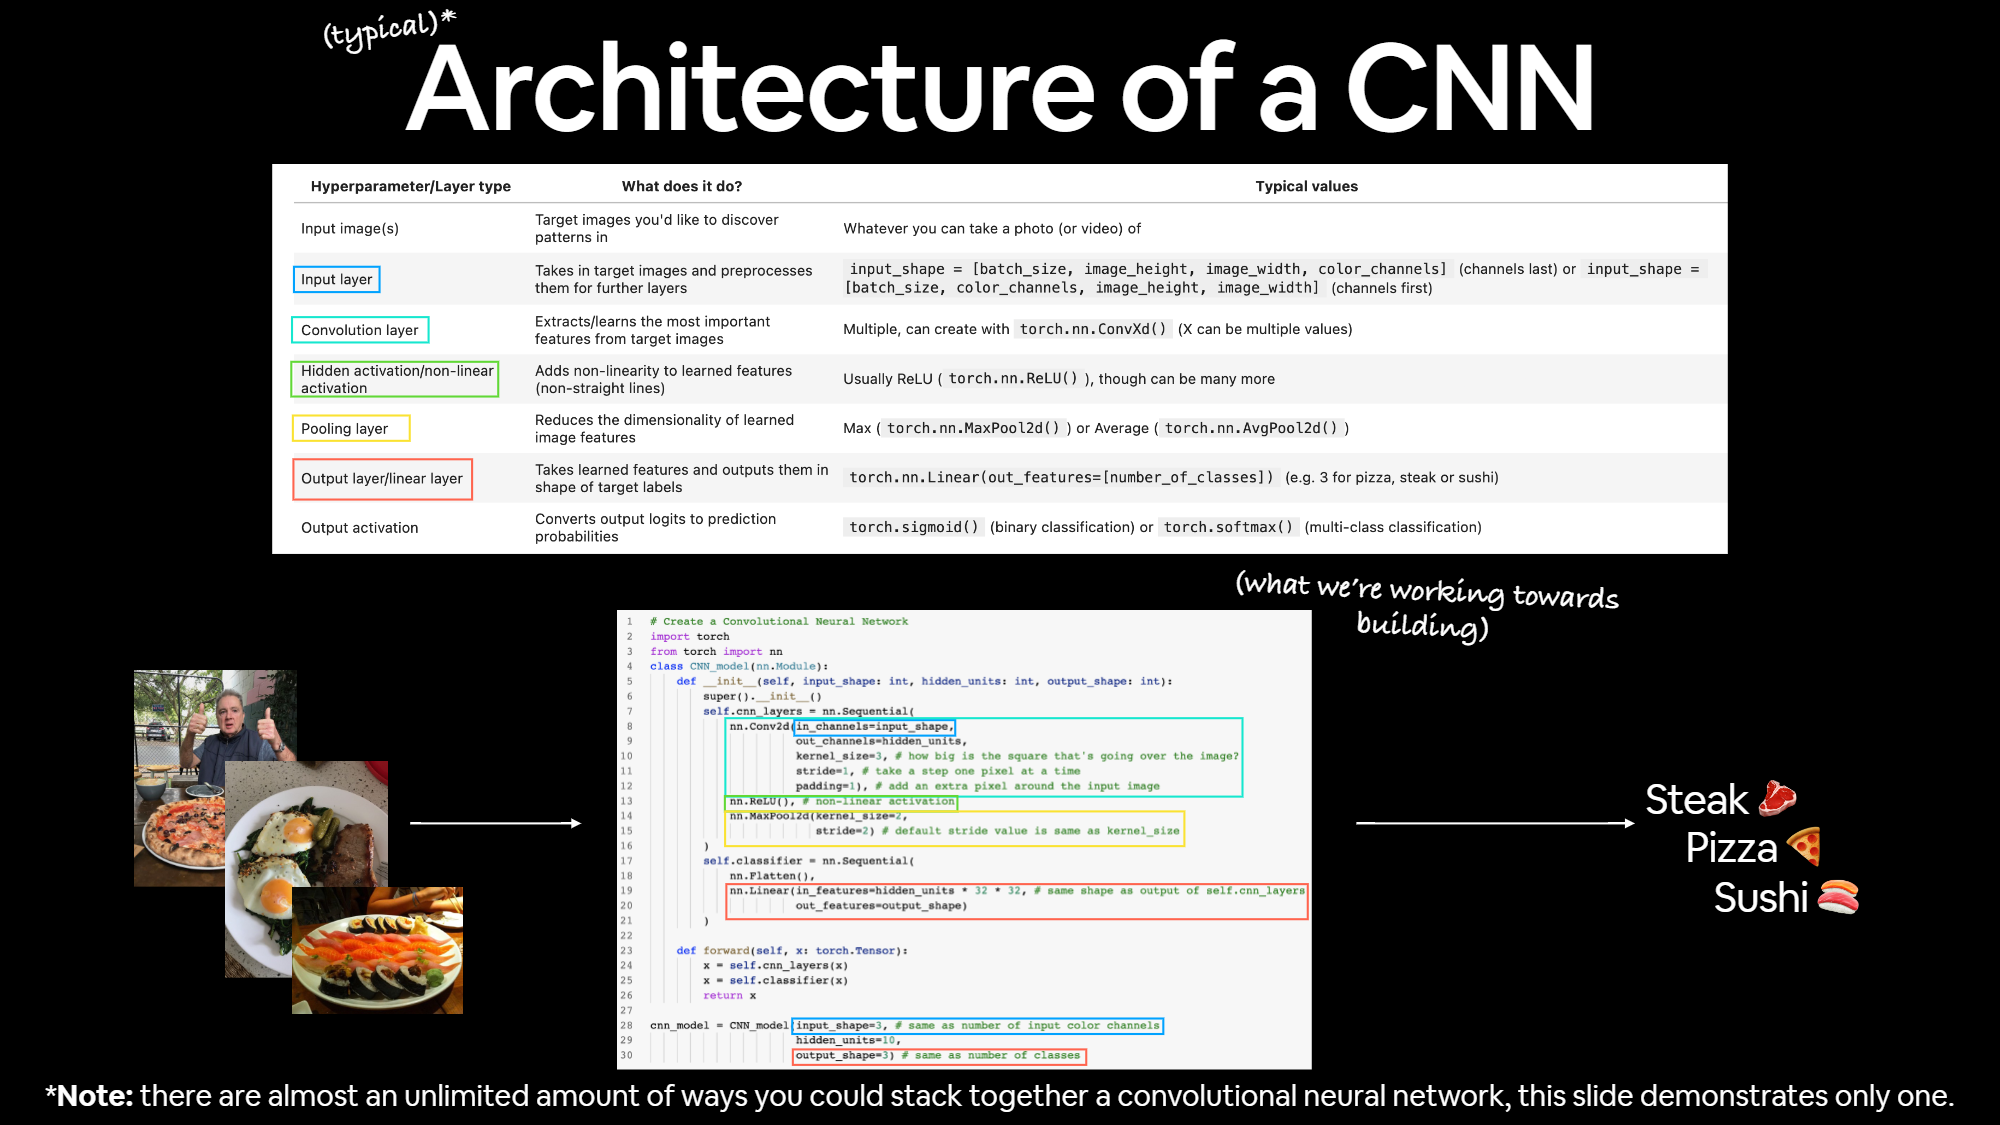 (typical)*
Architecture of a CNN
Hyperparameter/Layer type What does it do? Typical values
Input image(s) Target images you'd like to discover patterns in Whatever you can take a photo (or video) of
Input layer Takes in target images and preprocesses them for further layers input_shape = [batch_size, image_height, image_width, color_channels] (channels last) or input_shape = [batch_size, color_channels, image_height, image_width] (channels first)
Convolution layer Extracts/learns the most important features from target images Multiple, can create with torch.nn.ConvXd() (X can be multiple values)
Hidden activation/non-linear activation Adds non-linearity to learned features (non-straight lines) Usually ReLU ( torch.nn.ReLU() ), though can be many more
Pooling layer Reduces the dimensionality of learned image features Max ( torch.nn.MaxPool2d() ) or Average ( torch.nn.AvgPool2d() )
Output layer/linear layer Takes learned features and outputs them in shape of target labels torch.nn.Linear(out_features=[number_of_classes]) (e.g. 3 for pizza, steak or sushi)
Output activation Converts output logits to prediction probabilities torch.sigmoid() (binary classification) or torch.softmax() (multi-class classification)
(what we're working towards
building)
1 # Create a Convolutional Neural Network
2 import torch
3 from torch import nn
4 class CNN_model(nn.Module):
5 def __init__(self, input_shape: int, hidden_units: int, output_shape: int):
6 super().__init__()
7 self.cnn_layers = nn.Sequential(
8 nn.Conv2d(in_channels=input_shape,
9 out_channels=hidden_units,
10 kernel_size=3, # how big is the square that's going over the image?
11 stride=1, # take a step one pixel at a time
12 padding=1), # add an extra pixel around the input image
13 nn.ReLU(), # non-linear activation
14 nn.MaxPool2d(kernel_size=2,
15 stride=2) # default stride value is same as kernel_size
16 )
17 self.classifier = nn.Sequential(
18 nn.Flatten(),
19 nn.Linear(in_features=hidden_units * 32 * 32, # same shape as output of self.cnn_layers
20 out_features=output_shape)
21 )
22
23 def forward(self, x: torch.Tensor):
24 x = self.cnn_layers(x)
25 x = self.classifier(x)
26 return x
27
28 cnn_model = CNN_model(input_shape=3, # same as number of input color channels
29 hidden_units=10,
30 output_shape=3) # same as number of classes
Steak
Pizza
Sushi
*Note: there are almost an unlimited amount of ways you could stack together a convolutional neural network, this slide demonstrates only one.